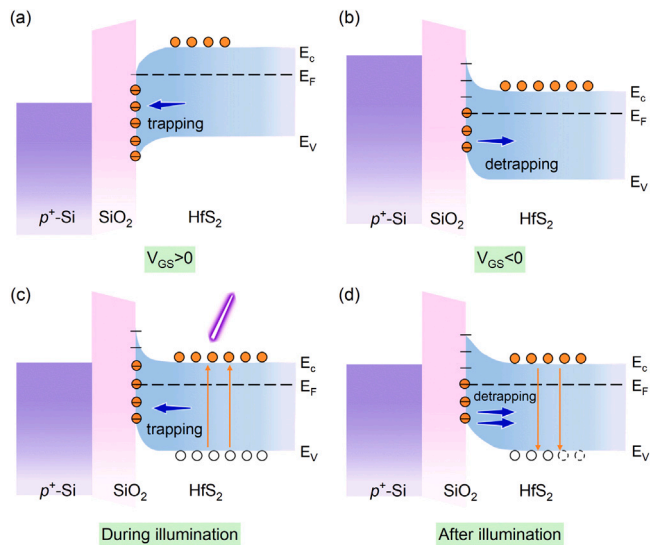 (a)
E_c
E_F
trapping
E_V
p⁺-Si
SiO₂
HfS₂
V_GS>0
(b)
E_c
E_F
detrapping
E_V
p⁺-Si
SiO₂
HfS₂
V_GS<0
(c)
E_c
E_F
trapping
E_V
p⁺-Si
SiO₂
HfS₂
During illumination
(d)
E_c
E_F
detrapping
E_V
p⁺-Si
SiO₂
HfS₂
After illumination